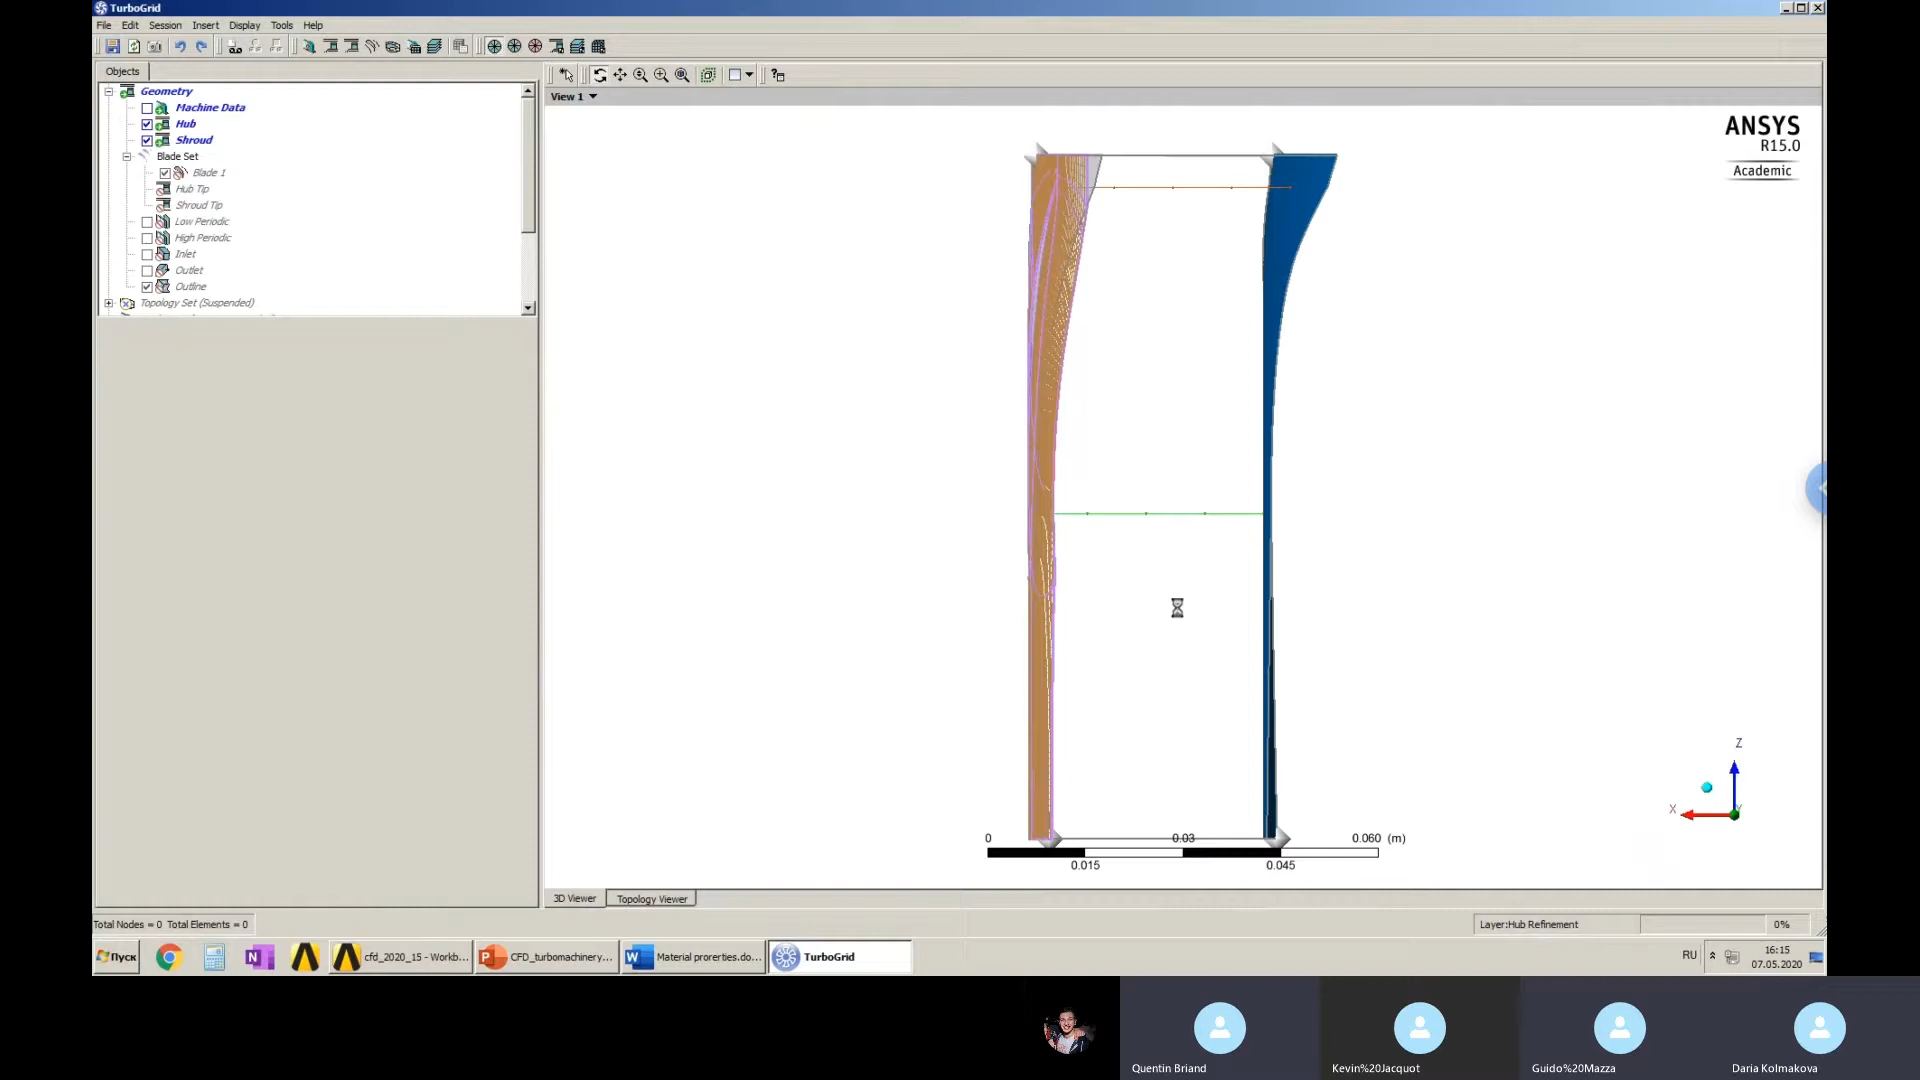 TurboGrid
File Edit Session Insert Display Tools Help
Objects
Geometry
Machine Data
Hub
Shroud
Blade Set
Blade 1
Hub Tip
Shroud Tip
Low Periodic
High Periodic
Inlet
Outlet
Outline
Topology Set (Suspended)
View 1
ANSYS
R15.0
Academic
Z
X
Y
0 0.03 0.060 (m)
0.015 0.045
3D Viewer Topology Viewer
Total Nodes = 0 Total Elements = 0
Layer:Hub Refinement 0%
Пуск
cfd_2020_15 - Workb...
CFD_turbomachinery...
Material prorerties.do...
TurboGrid
RU
16:15
07.05.2020
Quentin Briand
Kevin%20Jacquot
Guido%20Mazza
Daria Kolmakova